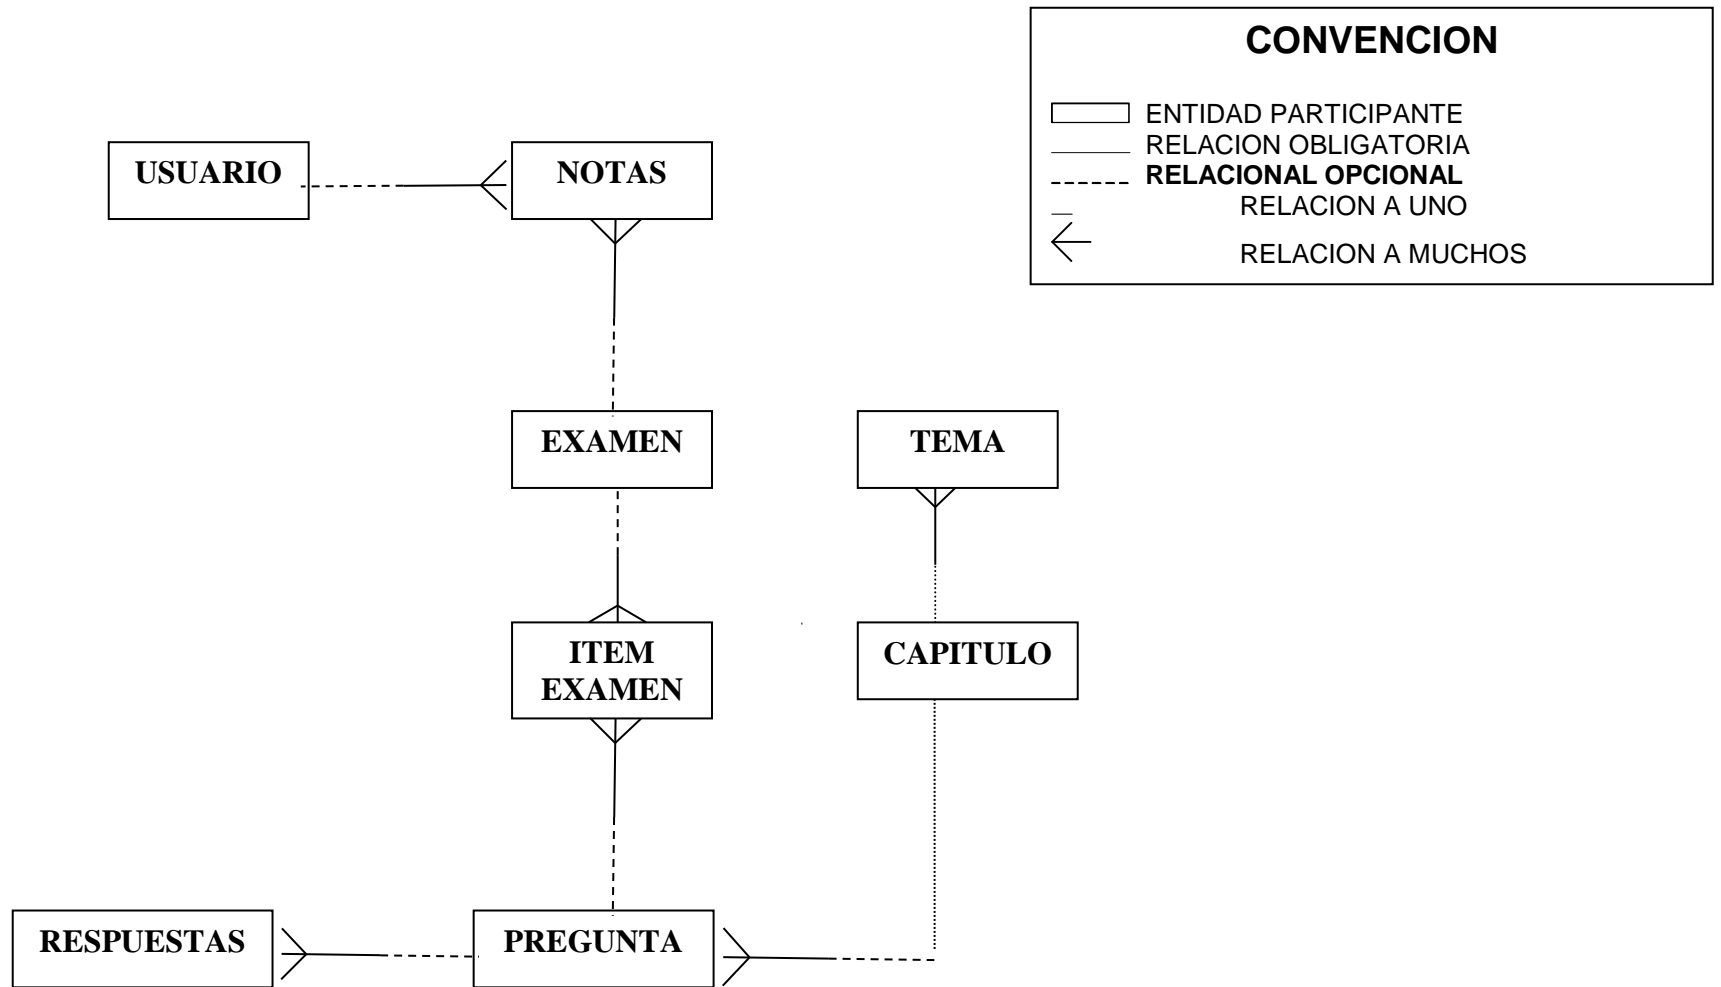 CONVENCION
ENTIDAD PARTICIPANTE
RELACION OBLIGATORIA
RELACIONAL OPCIONAL
RELACION A UNO
RELACION A MUCHOS
USUARIO
NOTAS
EXAMEN
TEMA
ITEM
EXAMEN
CAPITULO
RESPUESTAS
PREGUNTA